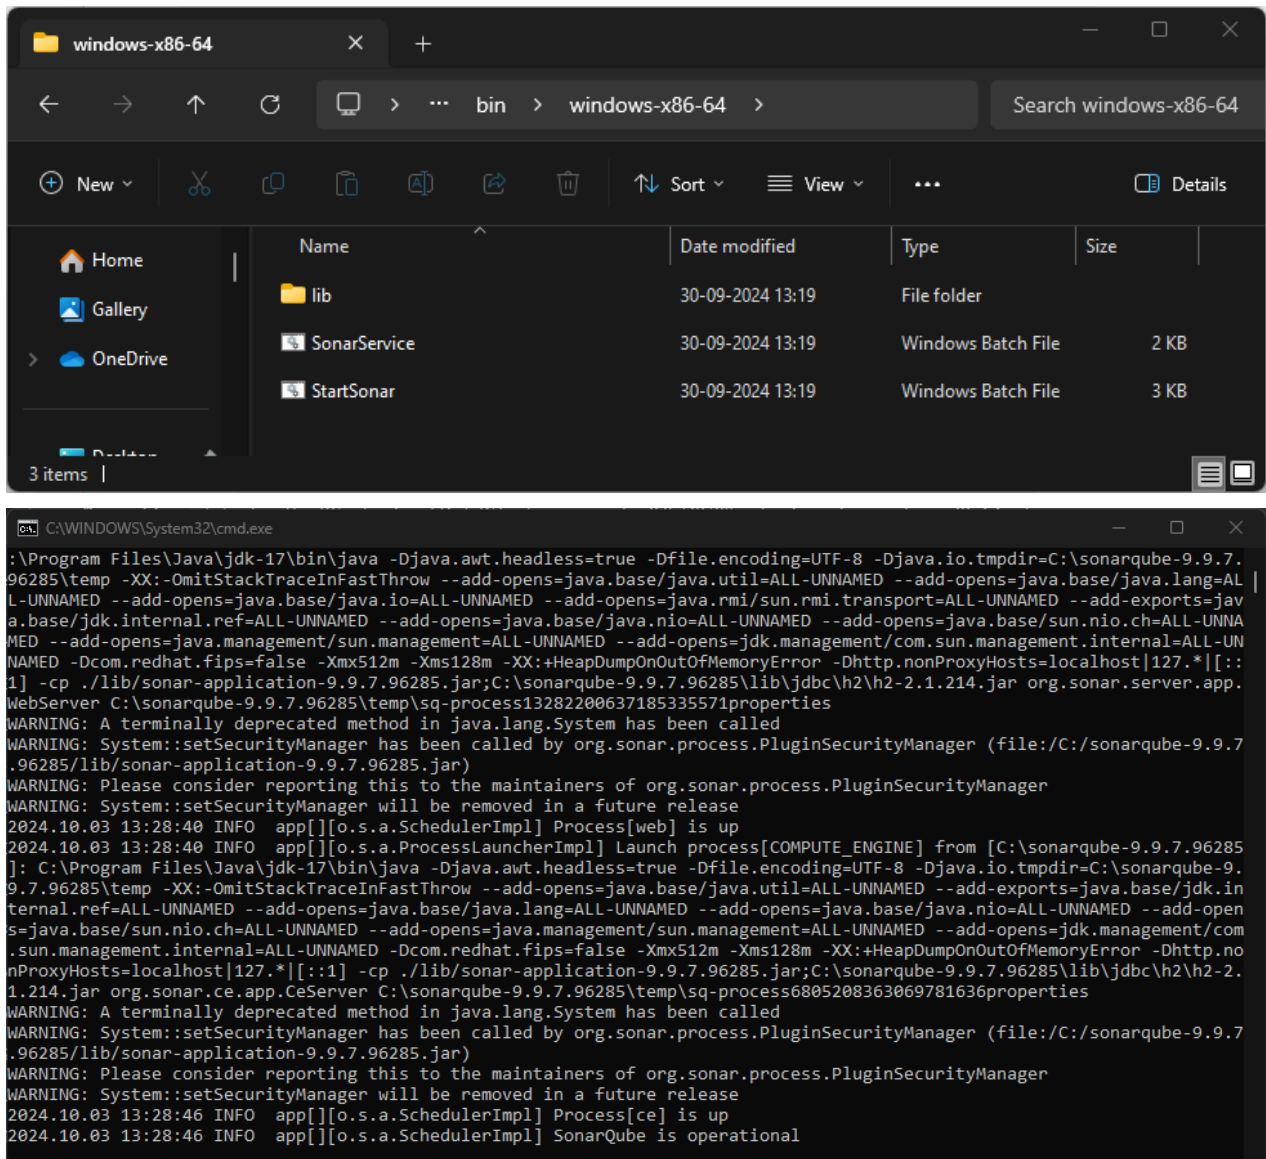 windows-x86-64
bin > windows-x86-64 >
Search windows-x86-64
New
Sort
View
Details
Name Date modified Type Size
Home
Gallery
OneDrive
Desktop
lib 30-09-2024 13:19 File folder
SonarService 30-09-2024 13:19 Windows Batch File 2 KB
StartSonar 30-09-2024 13:19 Windows Batch File 3 KB
3 items
C:\WINDOWS\System32\cmd.exe
:\Program Files\Java\jdk-17\bin\java -Djava.awt.headless=true -Dfile.encoding=UTF-8 -Djava.io.tmpdir=C:\sonarqube-9.9.7.
96285\temp -XX:-OmitStackTraceInFastThrow --add-opens=java.base/java.util=ALL-UNNAMED --add-opens=java.base/java.lang=AL
L-UNNAMED --add-opens=java.base/java.io=ALL-UNNAMED --add-opens=java.rmi/sun.rmi.transport=ALL-UNNAMED --add-exports=jav
a.base/jdk.internal.ref=ALL-UNNAMED --add-opens=java.base/java.nio=ALL-UNNAMED --add-opens=java.base/sun.nio.ch=ALL-UNNA
MED --add-opens=java.management/sun.management=ALL-UNNAMED --add-opens=jdk.management/com.sun.management.internal=ALL-UN
NAMED -Dcom.redhat.fips=false -Xmx512m -Xms128m -XX:+HeapDumpOnOutOfMemoryError -Dhttp.nonProxyHosts=localhost|127.*|[::
1] -cp ./lib/sonar-application-9.9.7.96285.jar;C:\sonarqube-9.9.7.96285\lib\jdbc\h2\h2-2.1.214.jar org.sonar.server.app.
WebServer C:\sonarqube-9.9.7.96285\temp\sq-process13282200637185335571properties
WARNING: A terminally deprecated method in java.lang.System has been called
WARNING: System::setSecurityManager has been called by org.sonar.process.PluginSecurityManager (file:/C:/sonarqube-9.9.7
.96285/lib/sonar-application-9.9.7.96285.jar)
WARNING: Please consider reporting this to the maintainers of org.sonar.process.PluginSecurityManager
WARNING: System::setSecurityManager will be removed in a future release
2024.10.03 13:28:40 INFO  app[][o.s.a.SchedulerImpl] Process[web] is up
2024.10.03 13:28:40 INFO  app[][o.s.a.ProcessLauncherImpl] Launch process[COMPUTE_ENGINE] from [C:\sonarqube-9.9.7.96285
]: C:\Program Files\Java\jdk-17\bin\java -Djava.awt.headless=true -Dfile.encoding=UTF-8 -Djava.io.tmpdir=C:\sonarqube-9.
9.7.96285\temp -XX:-OmitStackTraceInFastThrow --add-opens=java.base/java.util=ALL-UNNAMED --add-exports=java.base/jdk.in
ternal.ref=ALL-UNNAMED --add-opens=java.base/java.lang=ALL-UNNAMED --add-opens=java.base/java.nio=ALL-UNNAMED --add-open
s=java.base/sun.nio.ch=ALL-UNNAMED --add-opens=java.management/sun.management=ALL-UNNAMED --add-opens=jdk.management/com
.sun.management.internal=ALL-UNNAMED -Dcom.redhat.fips=false -Xmx512m -Xms128m -XX:+HeapDumpOnOutOfMemoryError -Dhttp.no
nProxyHosts=localhost|127.*|[::1] -cp ./lib/sonar-application-9.9.7.96285.jar;C:\sonarqube-9.9.7.96285\lib\jdbc\h2\h2-2.
1.214.jar org.sonar.ce.app.CeServer C:\sonarqube-9.9.7.96285\temp\sq-process6805208363069781636properties
WARNING: A terminally deprecated method in java.lang.System has been called
WARNING: System::setSecurityManager has been called by org.sonar.process.PluginSecurityManager (file:/C:/sonarqube-9.9.7
.96285/lib/sonar-application-9.9.7.96285.jar)
WARNING: Please consider reporting this to the maintainers of org.sonar.process.PluginSecurityManager
WARNING: System::setSecurityManager will be removed in a future release
2024.10.03 13:28:46 INFO  app[][o.s.a.SchedulerImpl] Process[ce] is up
2024.10.03 13:28:46 INFO  app[][o.s.a.SchedulerImpl] SonarQube is operational